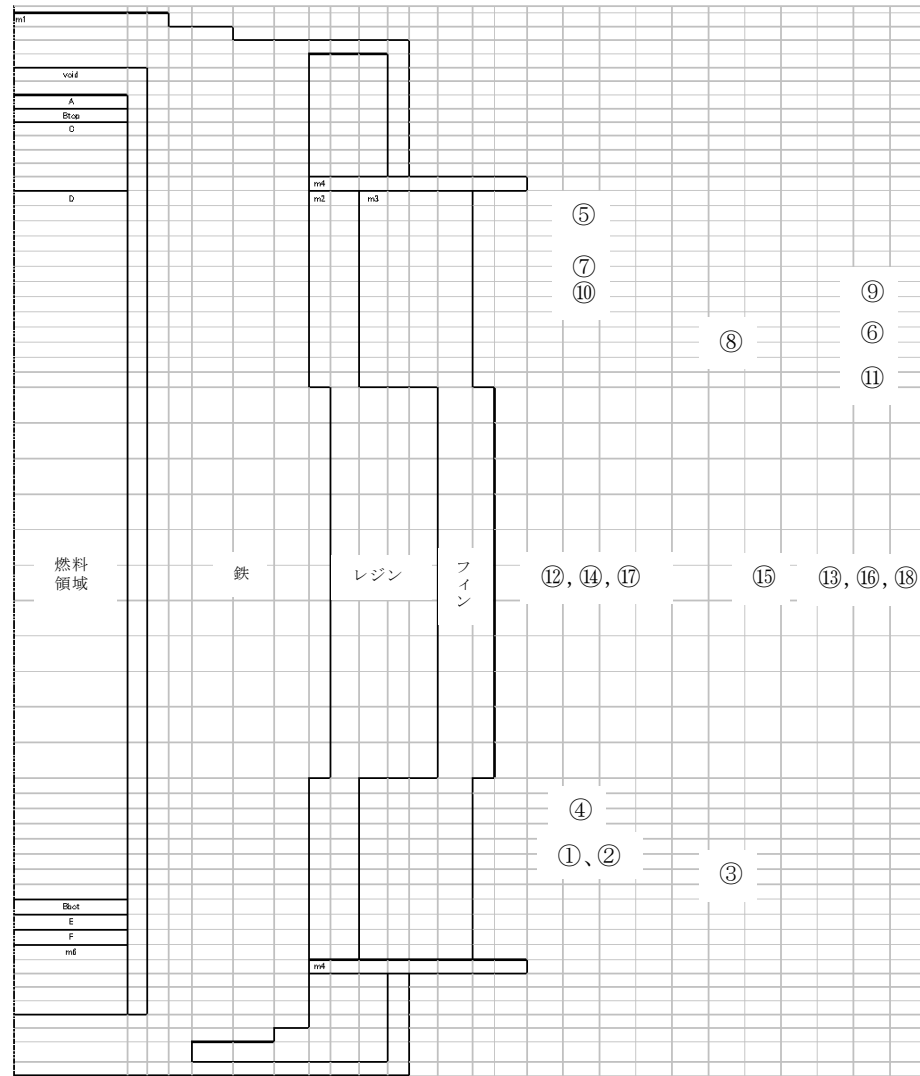 m1
void
A
Btop
C
m4
D
m2
m3
⑤
⑦
⑩
⑨
⑥
⑧
⑪
燃料
領域
鉄
レジン
フィン
⑫, ⑭, ⑰
⑮
⑬, ⑯, ⑱
④
①、②
③
Bbot
E
F
m6
m4